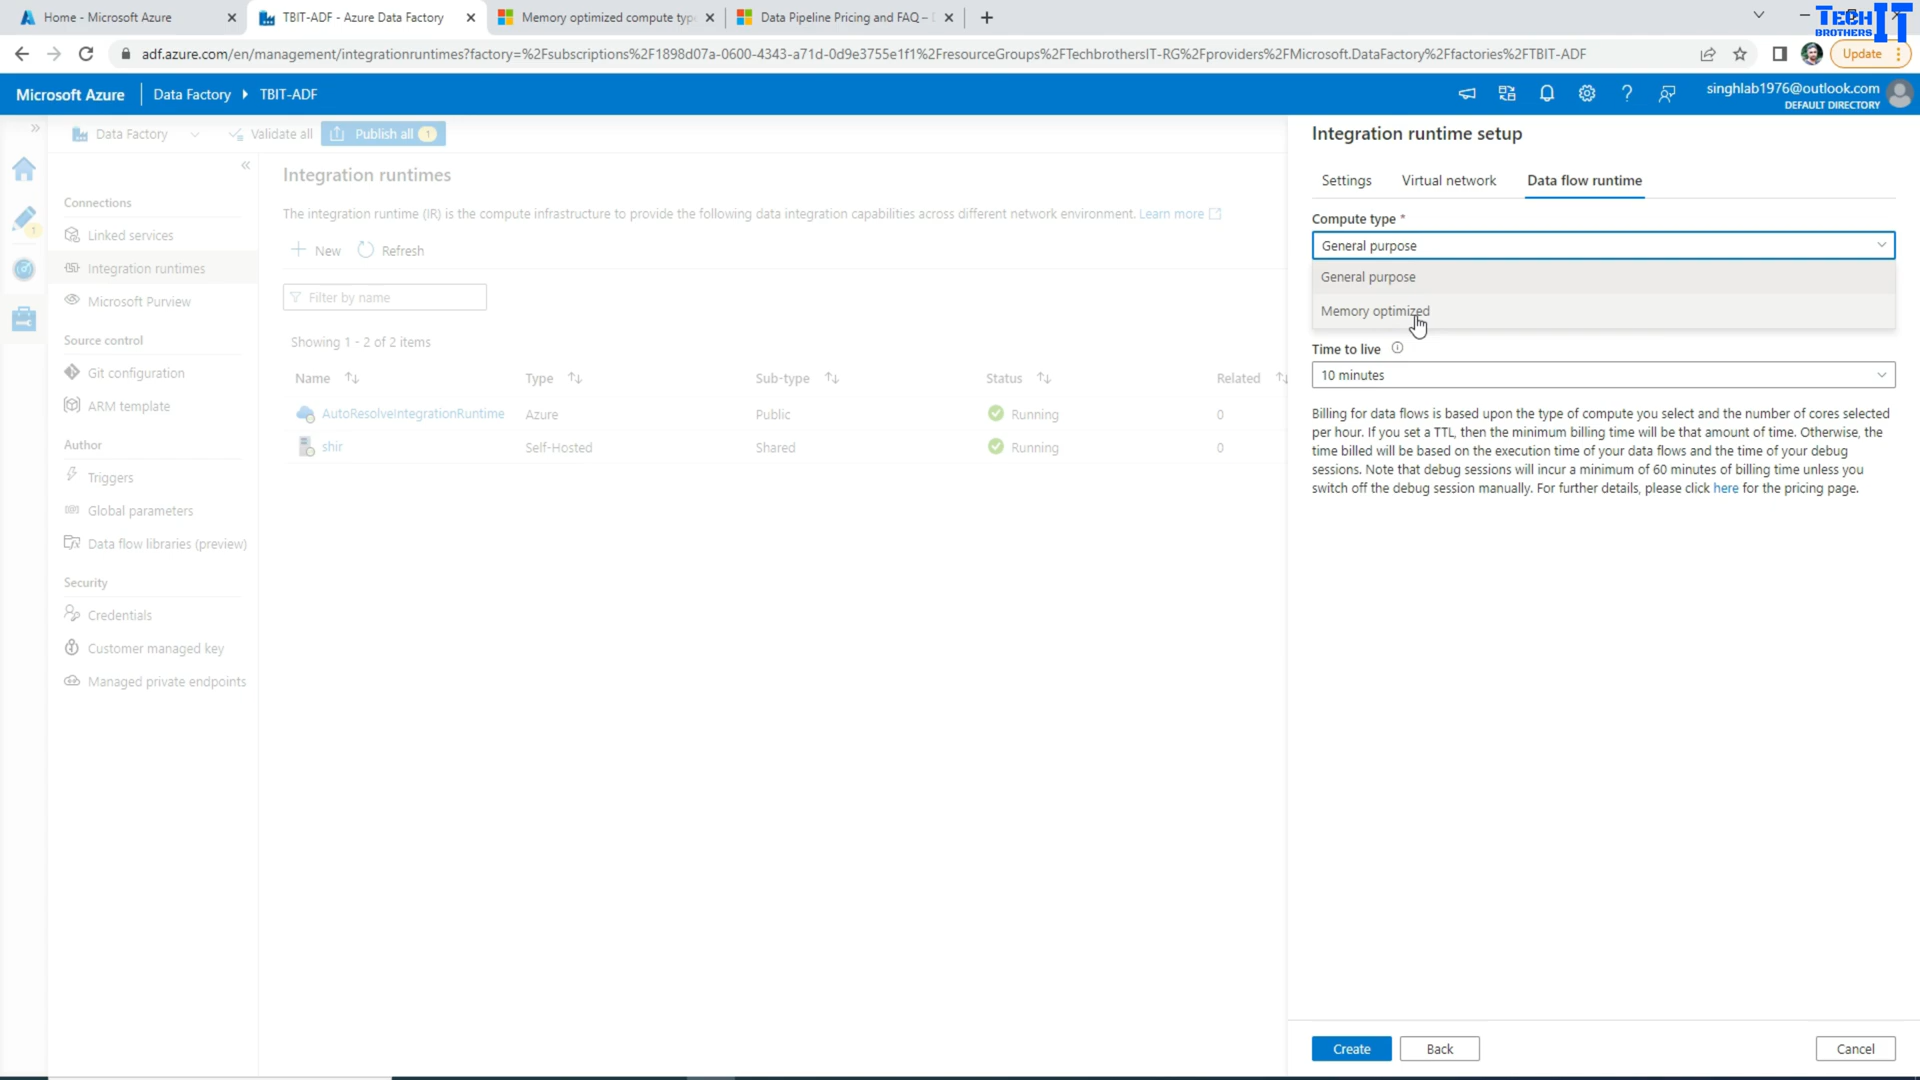 Home - Microsoft Azure
TBIT-ADF - Azure Data Factory
Memory optimized compute type
Data Pipeline Pricing and FAQ –
TECH IT
BROTHERS
adf.azure.com/en/management/integrationruntimes?factory=%2Fsubscriptions%2F1898d07a-0600-4343-a71d-0d9e3755e1f1%2FresourceGroups%2FTechbrothersIT-RG%2Fproviders%2FMicrosoft.DataFactory%2Ffactories%2FTBIT-ADF
Update
Microsoft Azure
Data Factory
TBIT-ADF
singhlab1976@outlook.com
DEFAULT DIRECTORY
Data Factory
Validate all
Publish all 1
1
Connections
Linked services
Integration runtimes
Microsoft Purview
Source control
Git configuration
ARM template
Author
Triggers
Global parameters
Data flow libraries (preview)
Security
Credentials
Customer managed key
Managed private endpoints
Integration runtimes
The integration runtime (IR) is the compute infrastructure to provide the following data integration capabilities across different network environment. Learn more
New
Refresh
Filter by name
Showing 1 - 2 of 2 items
Name Type Sub-type Status Related
AutoResolveIntegrationRuntime Azure Public Running 0
shir Self-Hosted Shared Running 0
Integration runtime setup
Settings
Virtual network
Data flow runtime
Compute type *
General purpose
General purpose
Memory optimized
Time to live
10 minutes
Billing for data flows is based upon the type of compute you select and the number of cores selected
per hour. If you set a TTL, then the minimum billing time will be that amount of time. Otherwise, the
time billed will be based on the execution time of your data flows and the time of your debug
sessions. Note that debug sessions will incur a minimum of 60 minutes of billing time unless you
switch off the debug session manually. For further details, please click here for the pricing page.
Create
Back
Cancel